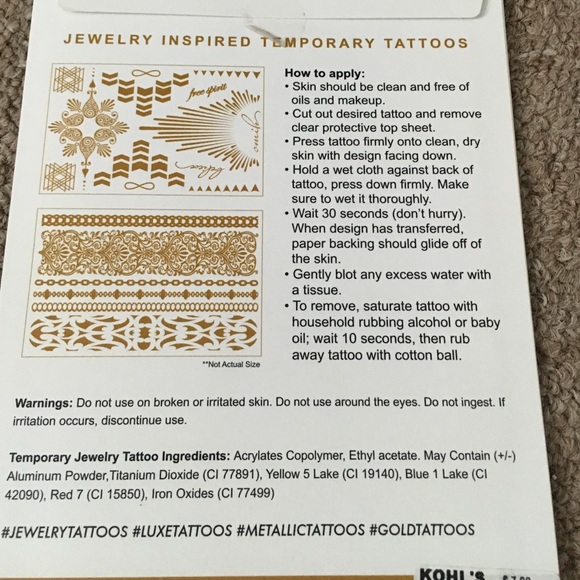 JEWELRY INSPIRED TEMPORARY TATTOOS
free spirit
**Not Actual Size
How to apply:
• Skin should be clean and free of
oils and makeup.
• Cut out desired tattoo and remove
clear protective top sheet.
• Press tattoo firmly onto clean, dry
skin with design facing down.
• Hold a wet cloth against back of
tattoo, press down firmly. Make
sure to wet it thoroughly.
• Wait 30 seconds (don't hurry).
When design has transferred,
paper backing should glide off of
the skin.
• Gently blot any excess water with
a tissue.
• To remove, saturate tattoo with
household rubbing alcohol or baby
oil; wait 10 seconds, then rub
away tattoo with cotton ball.
Warnings: Do not use on broken or irritated skin. Do not use around the eyes. Do not ingest. If
irritation occurs, discontinue use.
Temporary Jewelry Tattoo Ingredients: Acrylates Copolymer, Ethyl acetate. May Contain (+/-)
Aluminum Powder,Titanium Dioxide (CI 77891), Yellow 5 Lake (CI 19140), Blue 1 Lake (CI
42090), Red 7 (CI 15850), Iron Oxides (CI 77499)
#JEWELRYTATTOOS #LUXETATTOOS #METALLICTATTOOS #GOLDTATTOOS
KOHL'S